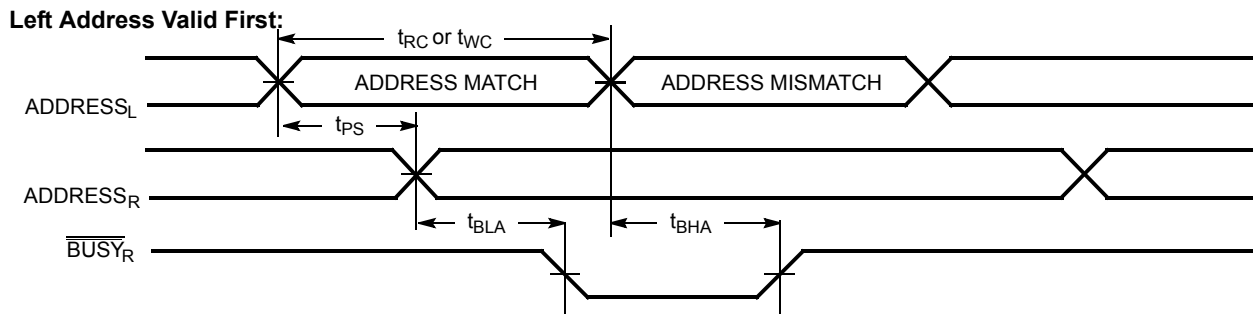 Left Address Valid First:
tRC or tWC
ADDRESS MATCH
ADDRESS MISMATCH
ADDRESSL
tPS
ADDRESSR
tBLA
tBHA
BUSYR